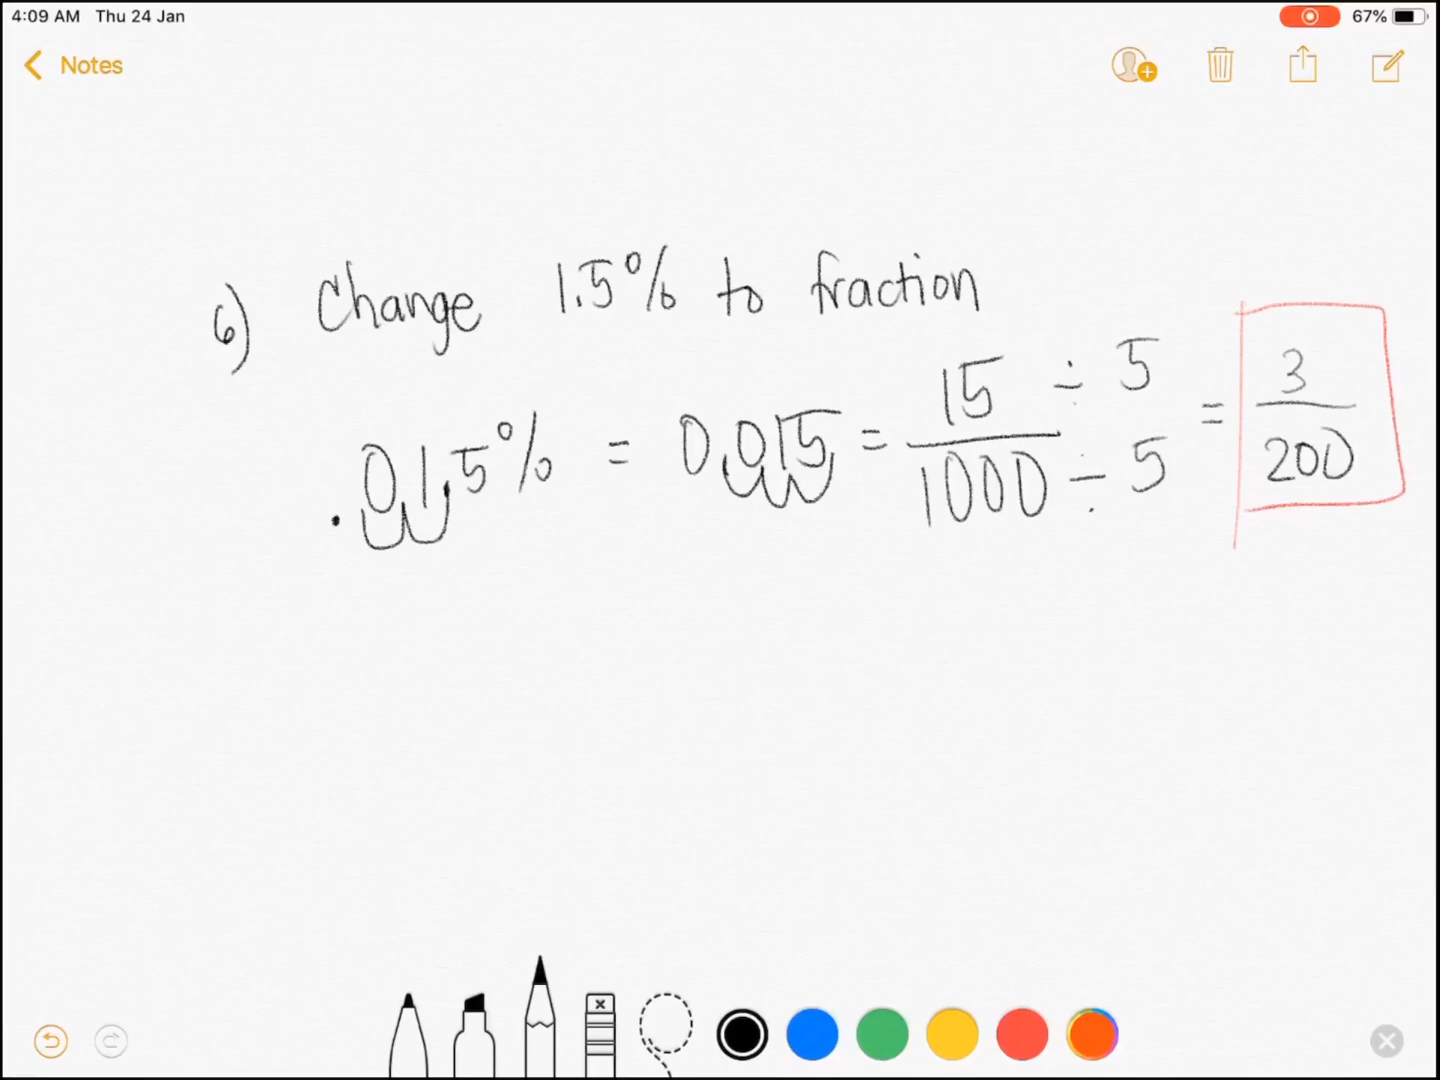 4:09 AM Thu 24 Jan 67%
Notes
6) Change 1.5% to fraction
.01.5% = 0.015 = 15/1000 ÷ 5/5 = 3/200